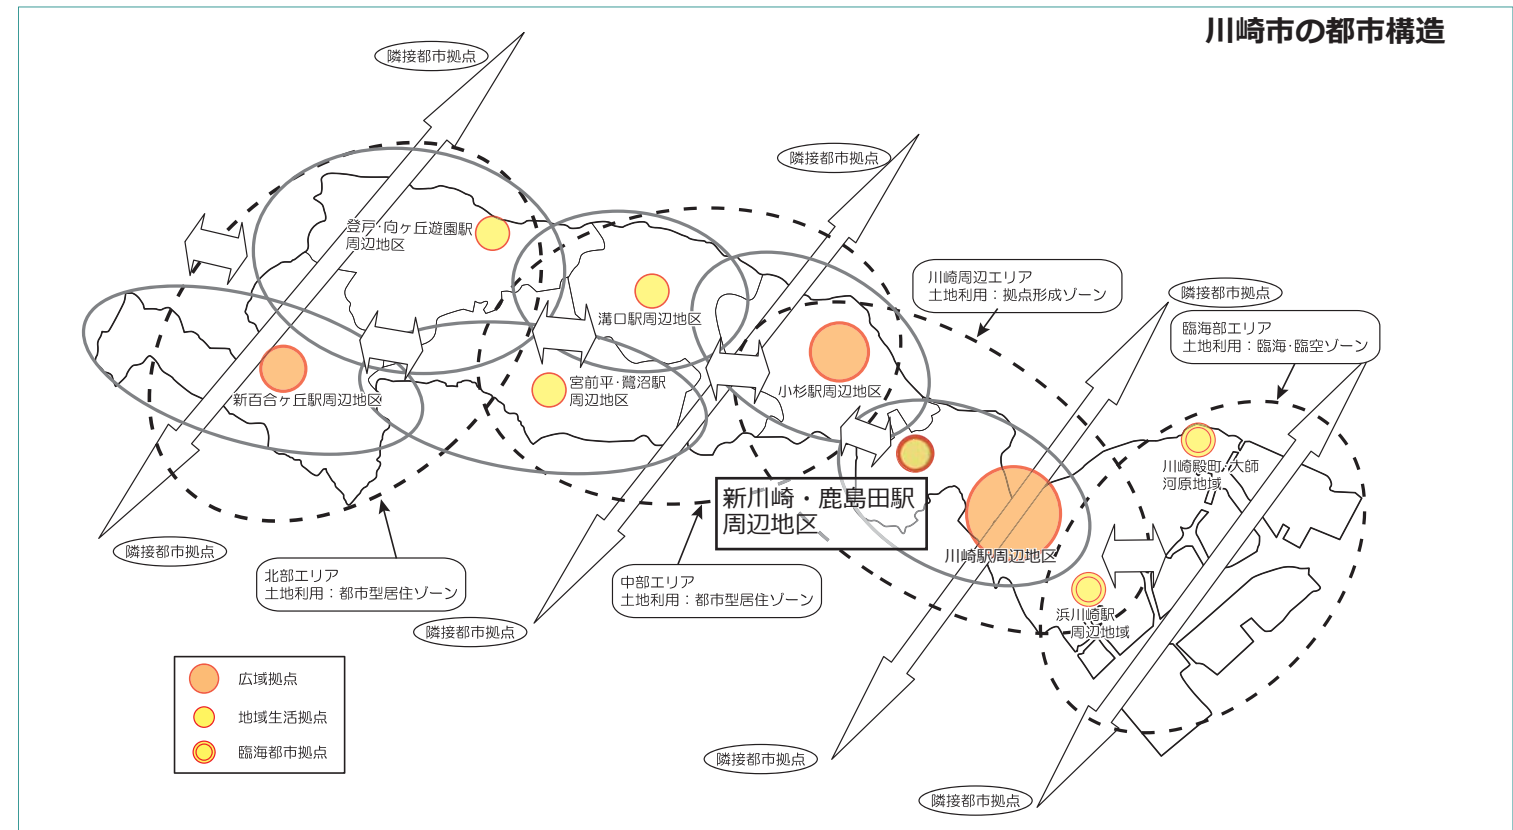 川崎市の都市構造
隣接都市拠点
隣接都市拠点
登戸・向ヶ丘遊園駅
周辺地区
川崎周辺エリア
土地利用：拠点形成ゾーン
隣接都市拠点
溝口駅周辺地区
臨海部エリア
土地利用：臨海・臨空ゾーン
新百合ヶ丘駅周辺地区
宮前平・鷺沼駅
周辺地区
小杉駅周辺地区
川崎殿町・大師
河原地域
新川崎・鹿島田駅
周辺地区
隣接都市拠点
川崎駅周辺地区
北部エリア
土地利用：都市型居住ゾーン
中部エリア
土地利用：都市型居住ゾーン
浜川崎駅
周辺地域
隣接都市拠点
広域拠点
地域生活拠点
臨海都市拠点
隣接都市拠点
隣接都市拠点